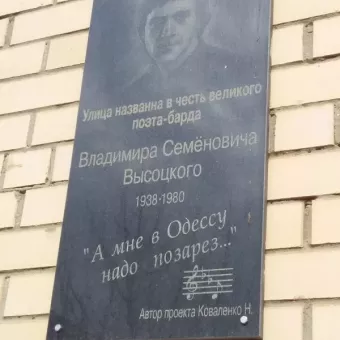 Улица названна в честь великого
поэта-барда
Владимира Семёновича
Высоцкого
1938-1980
"А мне в Одессу
надо позарез..."
Автор проекта Коваленко Н.